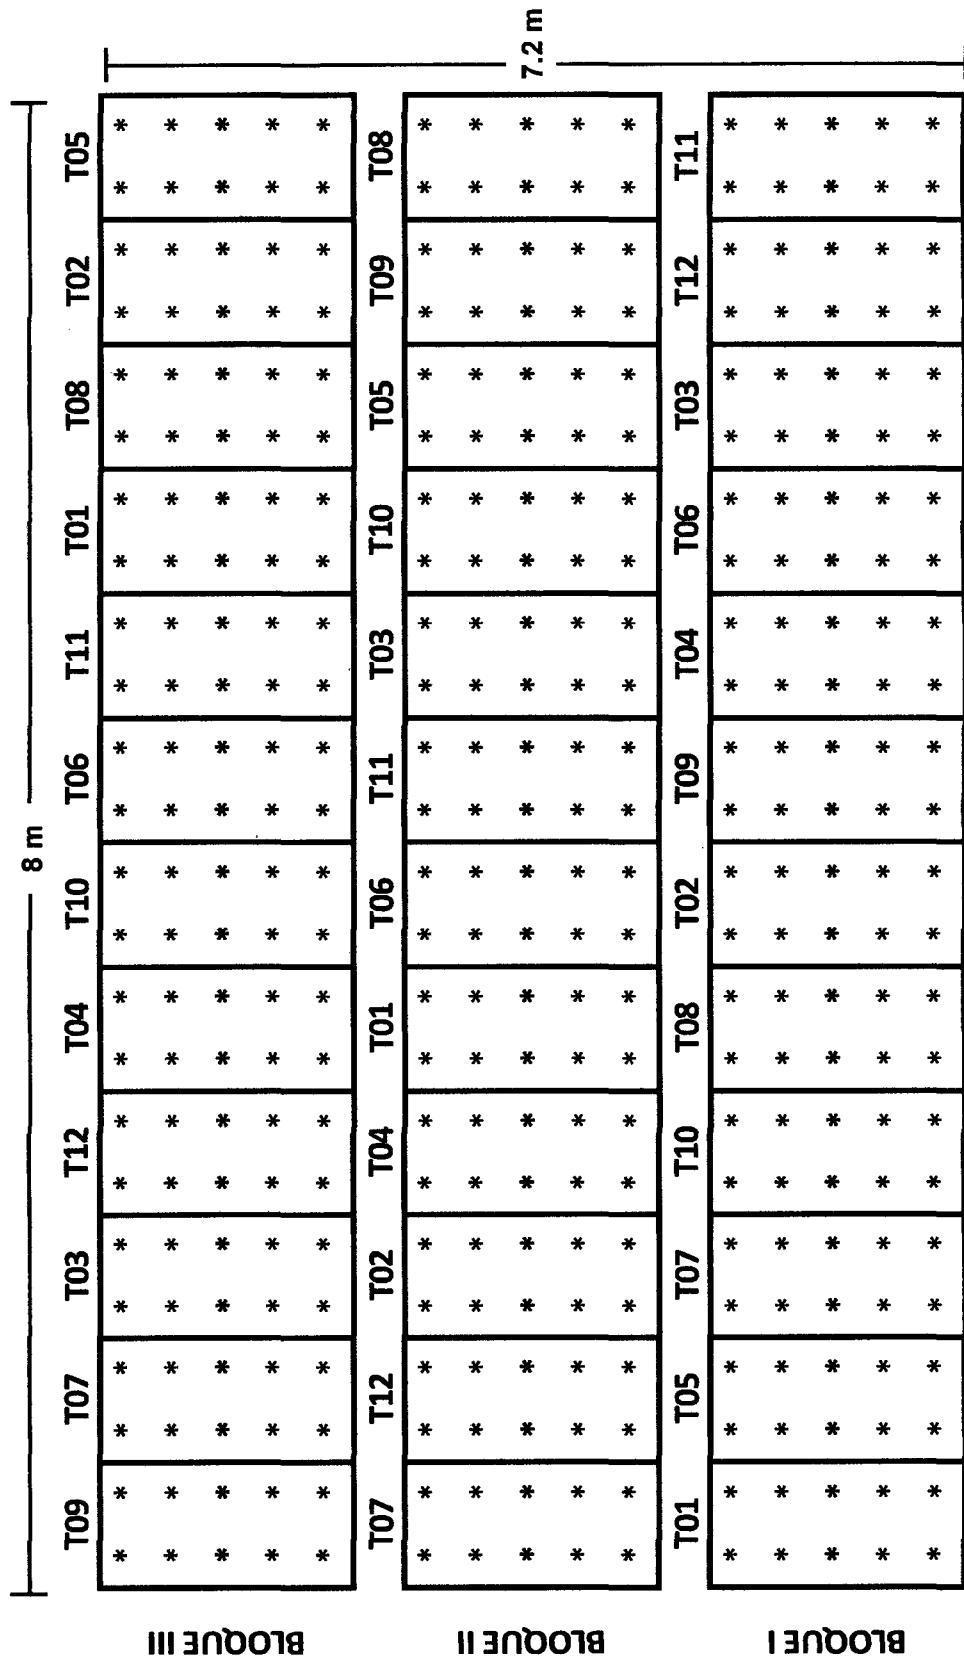 8 m
7.2 m
T09 T07 T03 T12 T04 T10 T06 T11 T01 T08 T02 T05
BLOQUE III
T07 T12 T02 T04 T01 T06 T11 T03 T10 T05 T09 T08
BLOQUE II
T01 T05 T07 T10 T08 T02 T09 T04 T06 T03 T12 T11
BLOQUE I